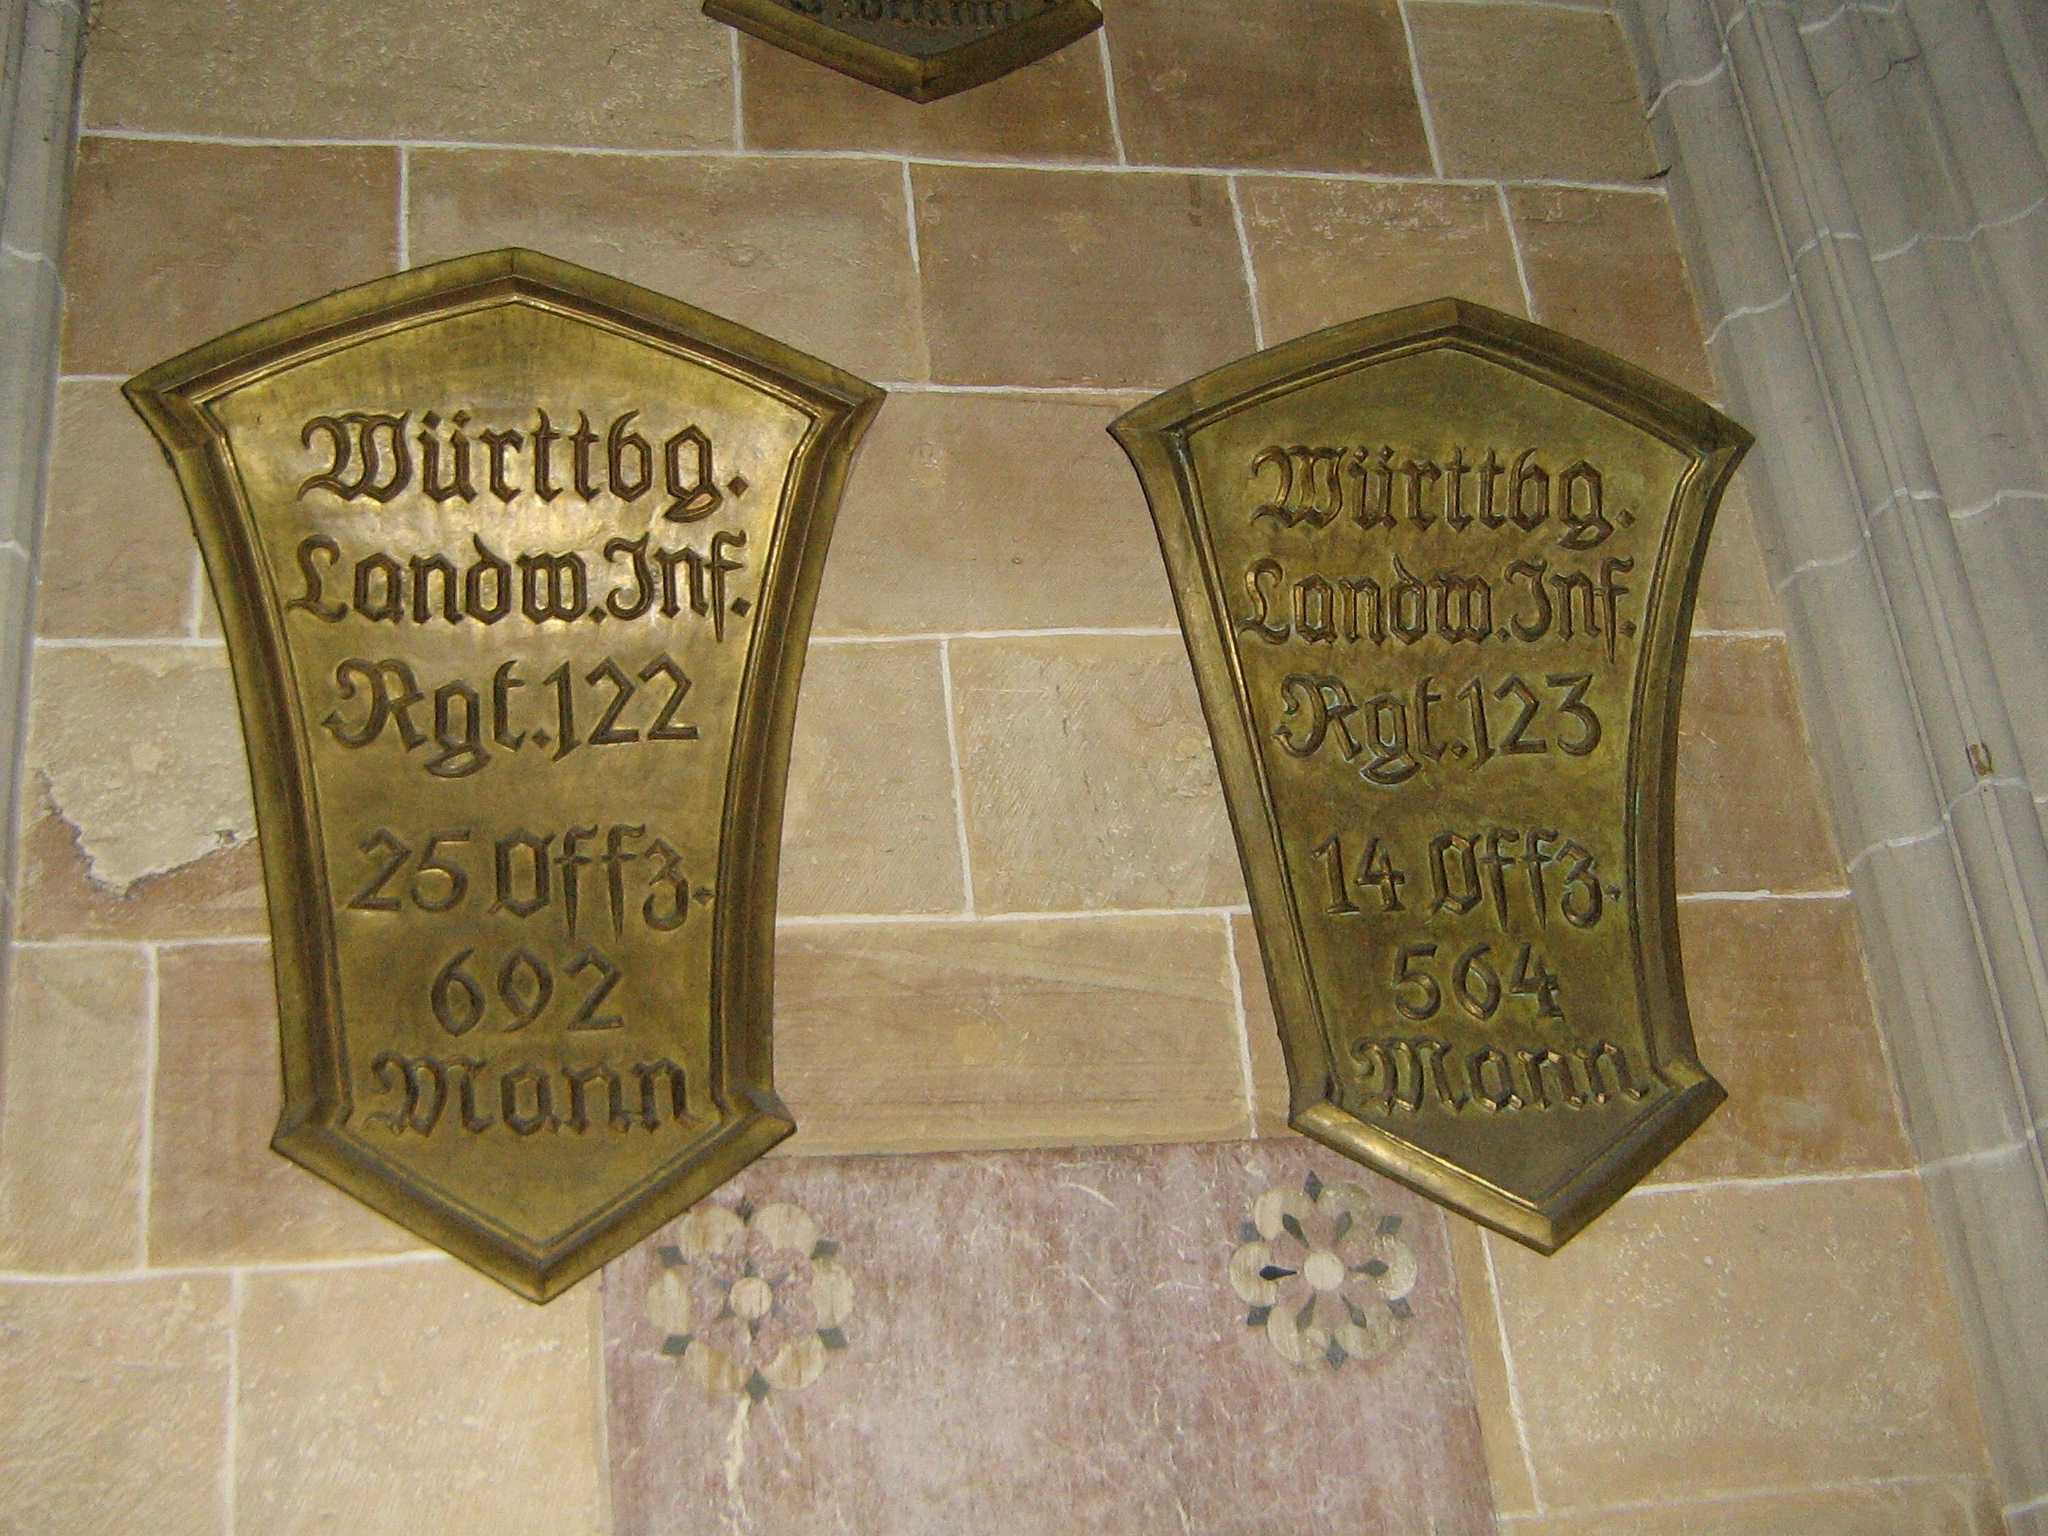 Württbg.
Landw. Inf.
Rgt. 122
25 Offz.
692
Mann
Württbg.
Landw. Inf.
Rgt. 123
14 Offz.
564
Mann